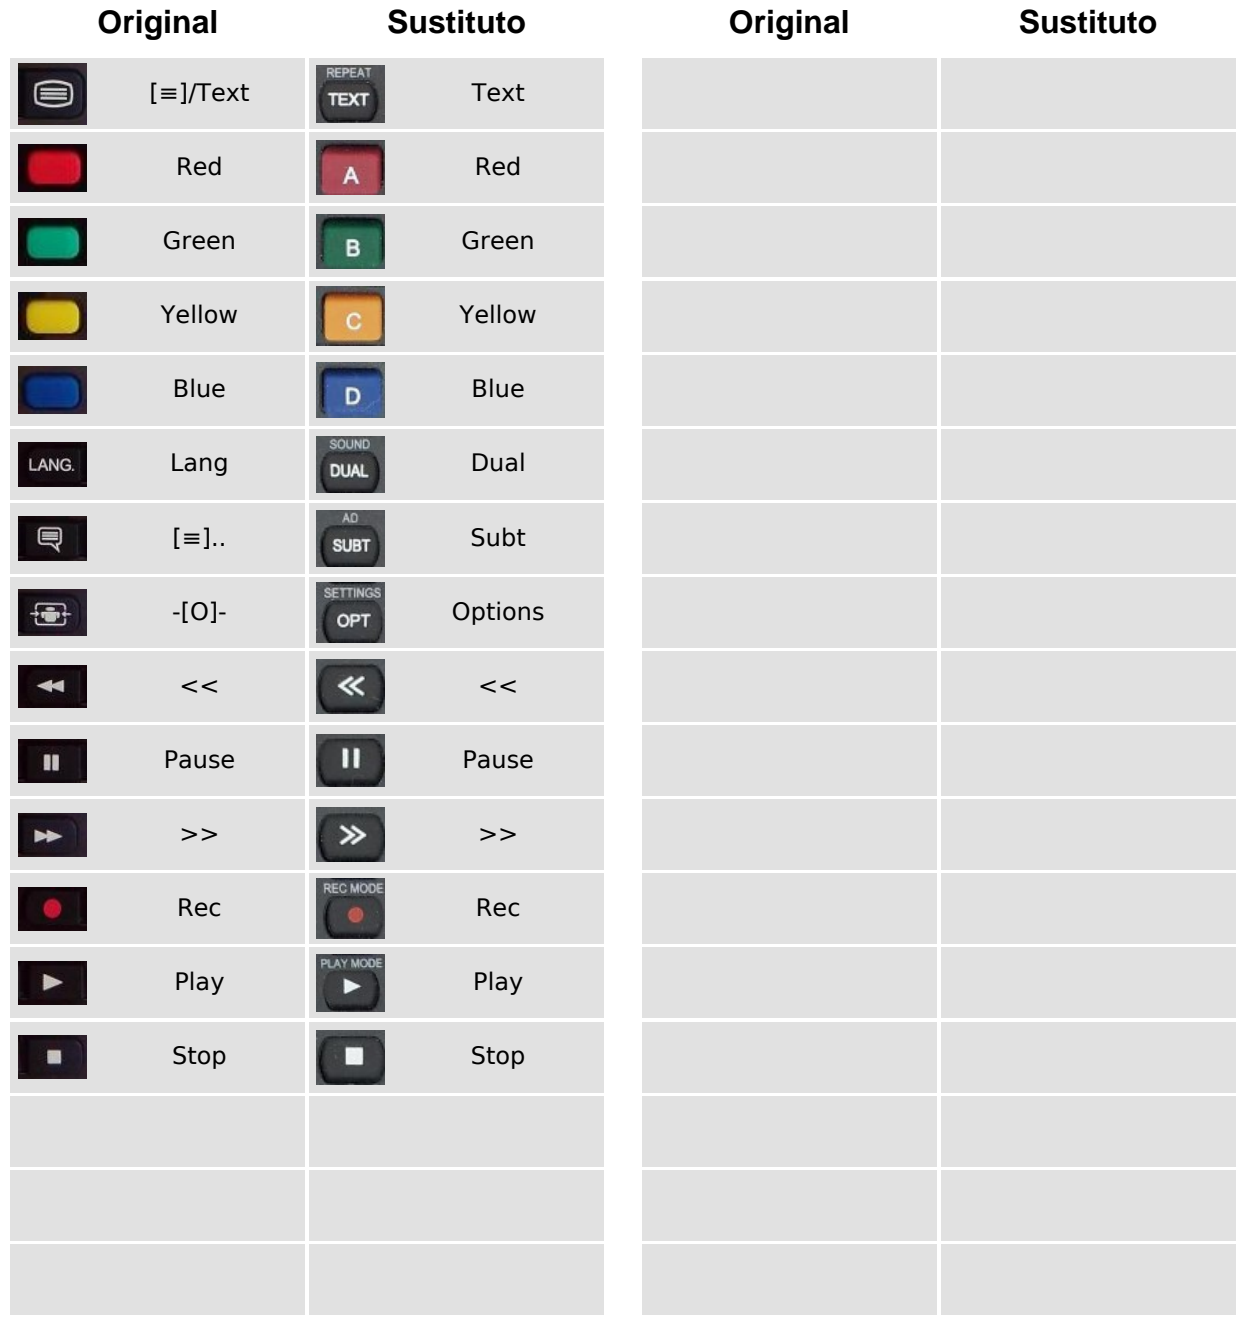 Original Sustituto Original Sustituto
[≡]/Text REPEAT TEXT Text
Red A Red
Green B Green
Yellow C Yellow
Blue D Blue
LANG. Lang SOUND DUAL Dual
[≡].. AD SUBT Subt
-[O]- SETTINGS OPT Options
<< <<
Pause Pause
>> >>
Rec REC MODE Rec
Play PLAY MODE Play
Stop Stop